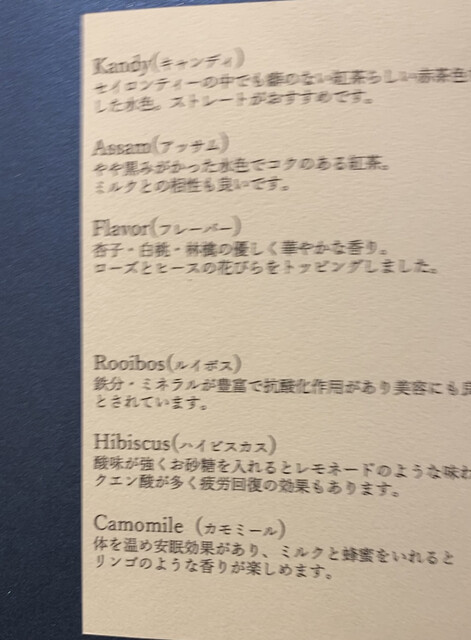 Kandy(キャンディ)
セイロンティーの中でも癖のない紅茶らしい赤茶色
した水色。ストレートがおすすめです。
Assam(アッサム)
やや黒みがかった水色でコクのある紅茶。
ミルクとの相性も良いです。
Flavor(フレーバー)
杏子・白桃・林檎の優しく華やかな香り。
ローズとヒースの花びらをトッピングしました。
Rooibos(ルイボス)
鉄分・ミネラルが豊富で抗酸化作用があり美容にも良
とされています。
Hibiscus(ハイビスカス)
酸味が強くお砂糖を入れるとレモネードのような味わ
クエン酸が多く疲労回復の効果もあります。
Camomile (カモミール)
体を温め安眠効果があり、ミルクと蜂蜜をいれると
リンゴのような香りが楽しめます。